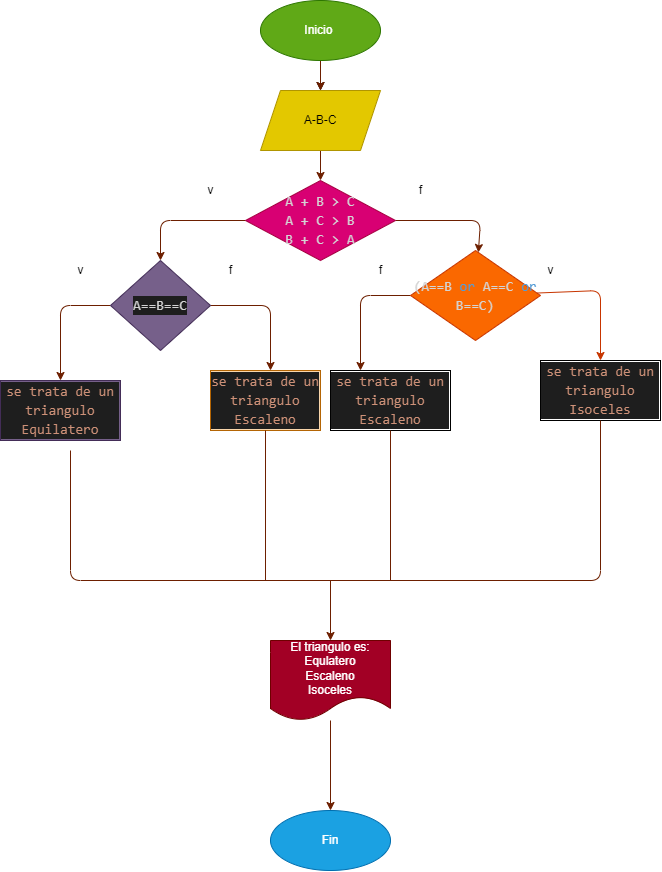 Inicio
A-B-C
v
f
A + B > C
A + C > B
B + C > A
v
f
f
v
A==B==C
(A==B or A==C or
B==C)
se trata de un
triangulo
Equilatero
se trata de un
triangulo
Escaleno
se trata de un
triangulo
Escaleno
se trata de un
triangulo
Isoceles
El triangulo es:
Equlatero
Escaleno
Isoceles
Fin